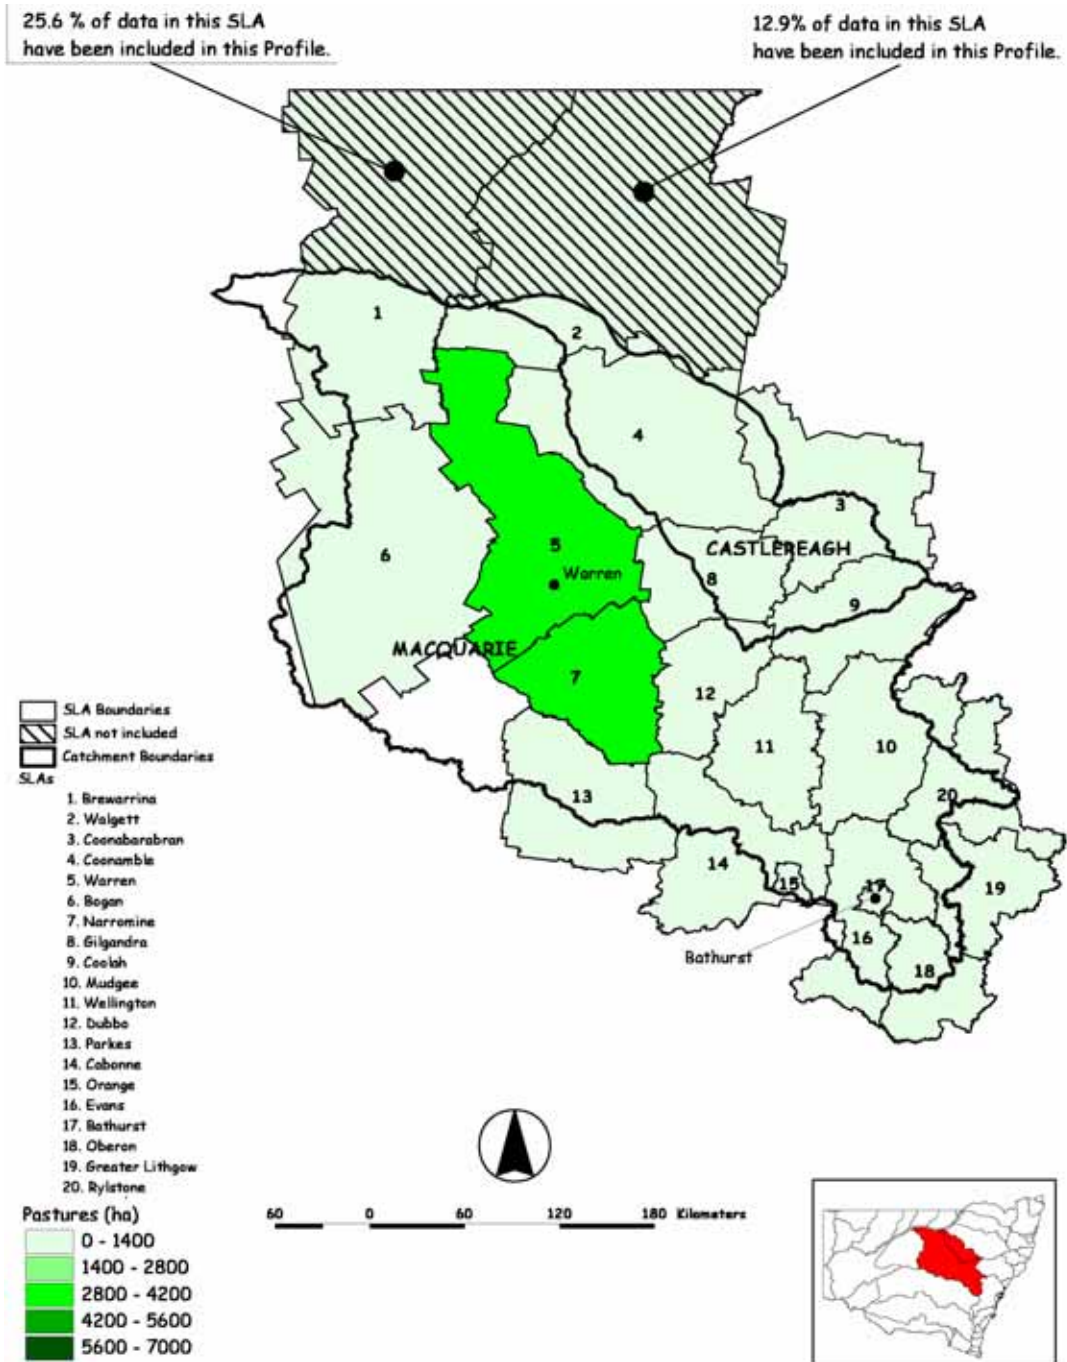 25.6 % of data in this SLA
have been included in this Profile.
12.9% of data in this SLA
have been included in this Profile.
1
2
4
3
CASTLEREAGH
5
Warren
6
8
9
MACQUARIE
7
12
11
10
20
13
14
15
17
19
16
Bathurst
18
SLA Boundaries
SLA not included
Catchment Boundaries
SLAs
1. Brewarrina
2. Walgett
3. Coonabarabran
4. Coonamble
5. Warren
6. Bogan
7. Narromine
8. Gilgandra
9. Coolah
10. Mudgee
11. Wellington
12. Dubbo
13. Parkes
14. Cabonne
15. Orange
16. Evans
17. Bathurst
18. Oberon
19. Greater Lithgow
20. Rylstone
Pastures (ha)
0 - 1400
1400 - 2800
2800 - 4200
4200 - 5600
5600 - 7000
60 0 60 120 180 Kilometers